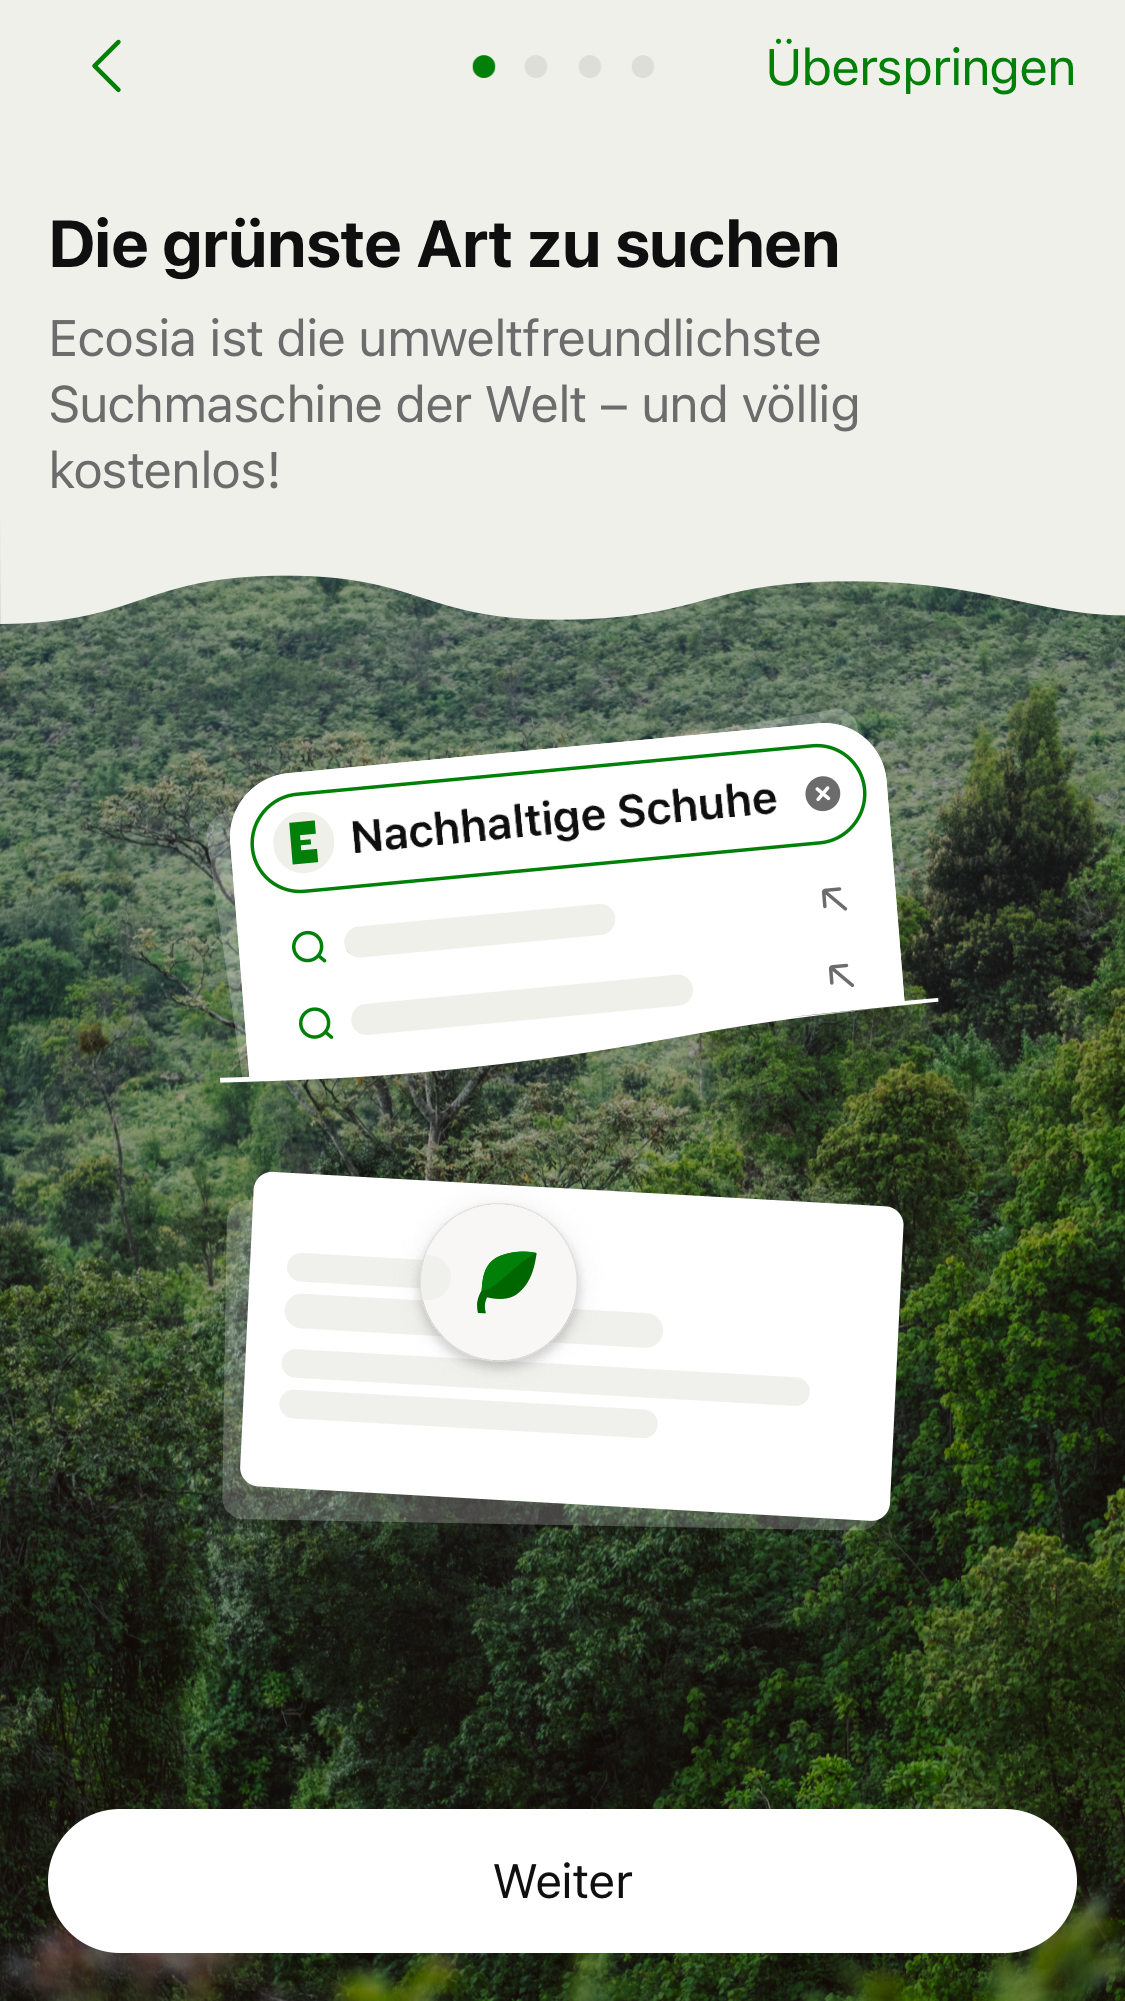 Überspringen
Die grünste Art zu suchen
Ecosia ist die umweltfreundlichste
Suchmaschine der Welt – und völlig
kostenlos!
E
Nachhaltige Schuhe
Weiter